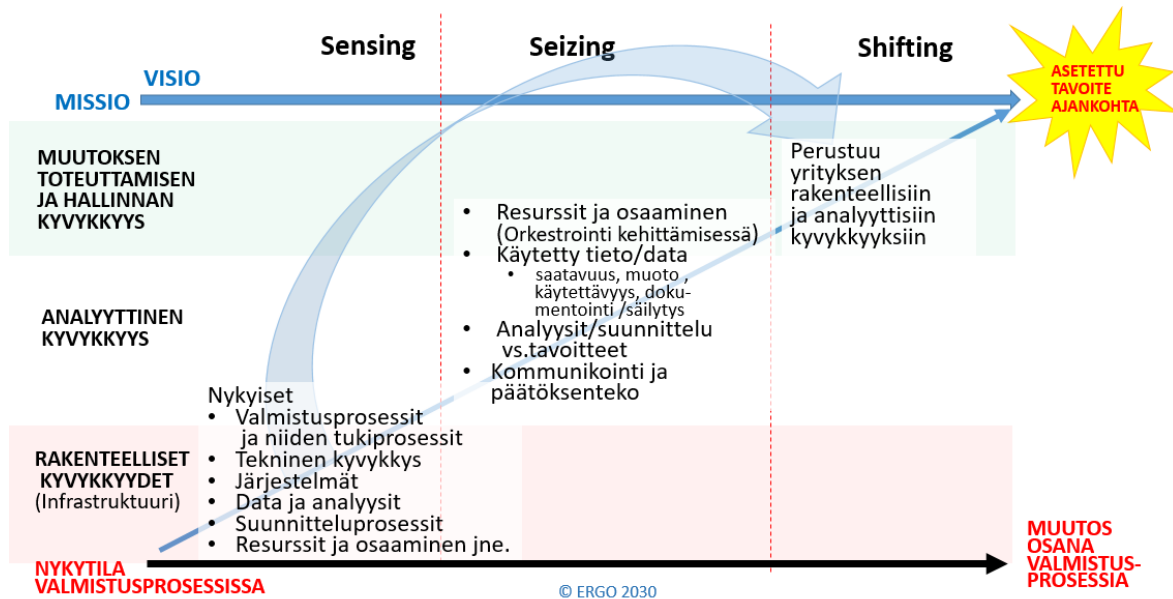 Sensing
Seizing
Shifting
VISIO
MISSIO
ASETETTU
TAVOITE
AJANKOHTA
MUUTOKSEN
TOTEUTTAMISEN
JA HALLINNAN
KYVYKKYYS
Perustuu
yrityksen
rakenteellisiin
ja analyyttisiin
kyvykkyyksiin
• Resurssit ja osaaminen
(Orkestrointi kehittämisessä)
• Käytetty tieto/data
• saatavuus, muoto ,
käytettävyys, doku-
mentointi /säilytys
• Analyysit/suunnittelu
vs.tavoitteet
• Kommunikointi ja
päätöksenteko
ANALYYTTINEN
KYVYKKYYS
Nykyiset
• Valmistusprosessit
ja niiden tukiprosessit
• Tekninen kyvykkys
• Järjestelmät
• Data ja analyysit
• Suunnitteluprosessit
• Resurssit ja osaaminen jne.
RAKENTEELLISET
KYVYKKYYDET
(Infrastruktuuri)
NYKYTILA
VALMISTUSPROSESSISSA
MUUTOS
OSANA
VALMISTUS-
PROSESSIA
© ERGO 2030